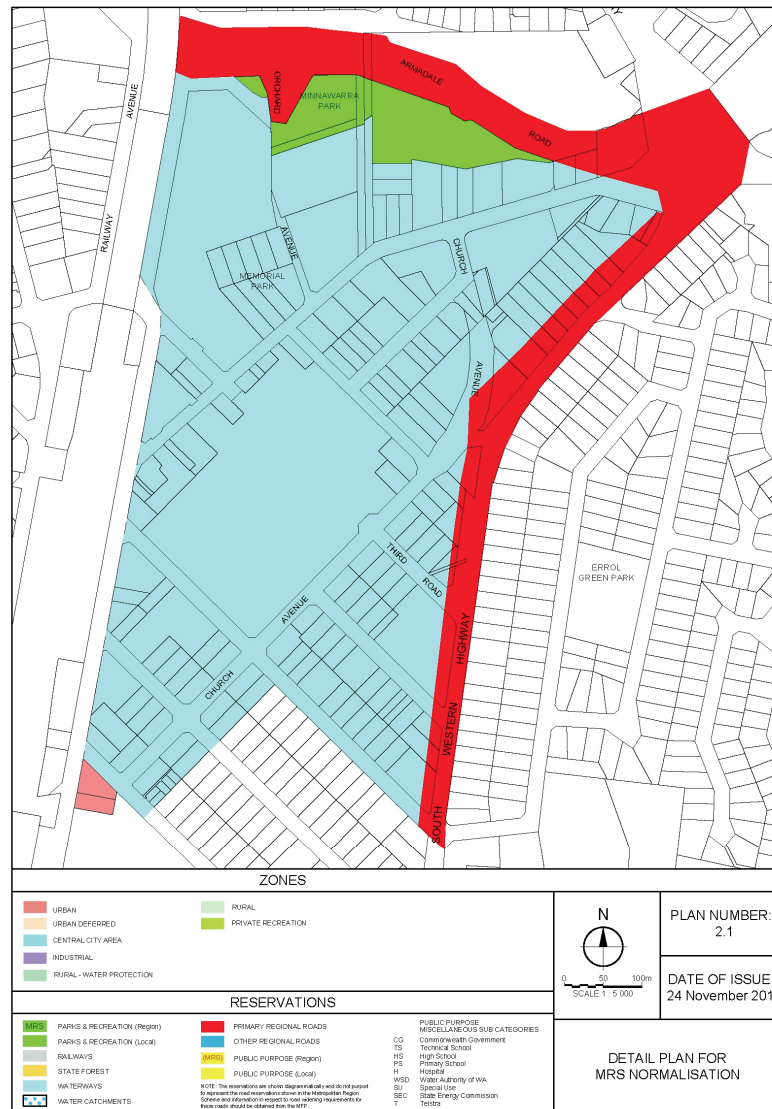 AVENUE
RAILWAY
ORCHARD
AVENUE
MINNAWARRA
PARK
ARMADALE
ROAD
MEMORIAL
PARK
CHURCH
AVENUE
THIRD
ROAD
ERROL
GREEN PARK
AVENUE
CHURCH
HIGHWAY
WESTERN
SOUTH
ZONES
URBAN
URBAN DEFERRED
CENTRAL CITY AREA
INDUSTRIAL
RURAL - WATER PROTECTION
RURAL
PRIVATE RECREATION
N
0 50 100m
SCALE 1 : 5 000
PLAN NUMBER:
2.1
DATE OF ISSUE
24 November 201
RESERVATIONS
MRS PARKS & RECREATION (Region)
PARKS & RECREATION (Local)
RAILWAYS
STATE FOREST
WATERWAYS
WATER CATCHMENTS
PRIMARY REGIONAL ROADS
OTHER REGIONAL ROADS
(MRS) PUBLIC PURPOSE (Region)
PUBLIC PURPOSE (Local)
NOTE: The reservations are shown diagrammatically and do not purport
to represent the road reservations shown in the Metropolitan Region
Scheme and information in respect to road widening requirements for
these roads should be obtained from the MFP.
PUBLIC PURPOSE
MISCELLANEOUS SUB CATEGORIES
CG Commonwealth Government
TS Technical School
HS High School
PS Primary School
H Hospital
WSD Water Authority of WA
SU Special Use
SEC State Energy Commission
T Telstra
DETAIL PLAN FOR
MRS NORMALISATION